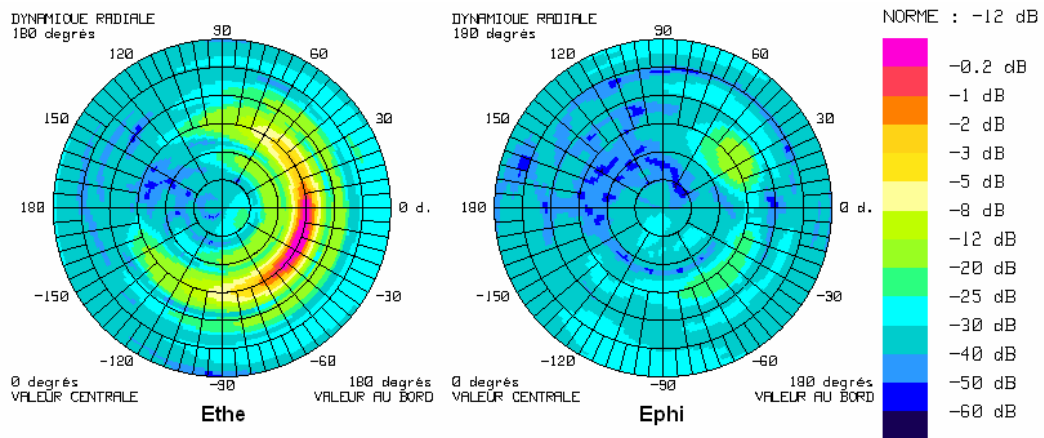 DYNAMIQUE RADIALE
180 degrés
90
120
60
150
30
180
0 d.
-150
-30
-120
-60
-90
0 degrés
VALEUR CENTRALE
180 degrés
VALEUR AU BORD
Ethe
DYNAMIQUE RADIALE
180 degrés
90
120
60
150
30
180
0 d.
-150
-30
-120
-60
-90
0 degrés
VALEUR CENTRALE
180 degrés
VALEUR AU BORD
Ephi
NORME : -12 dB
-0.2 dB
-1 dB
-2 dB
-3 dB
-5 dB
-8 dB
-12 dB
-20 dB
-25 dB
-30 dB
-40 dB
-50 dB
-60 dB